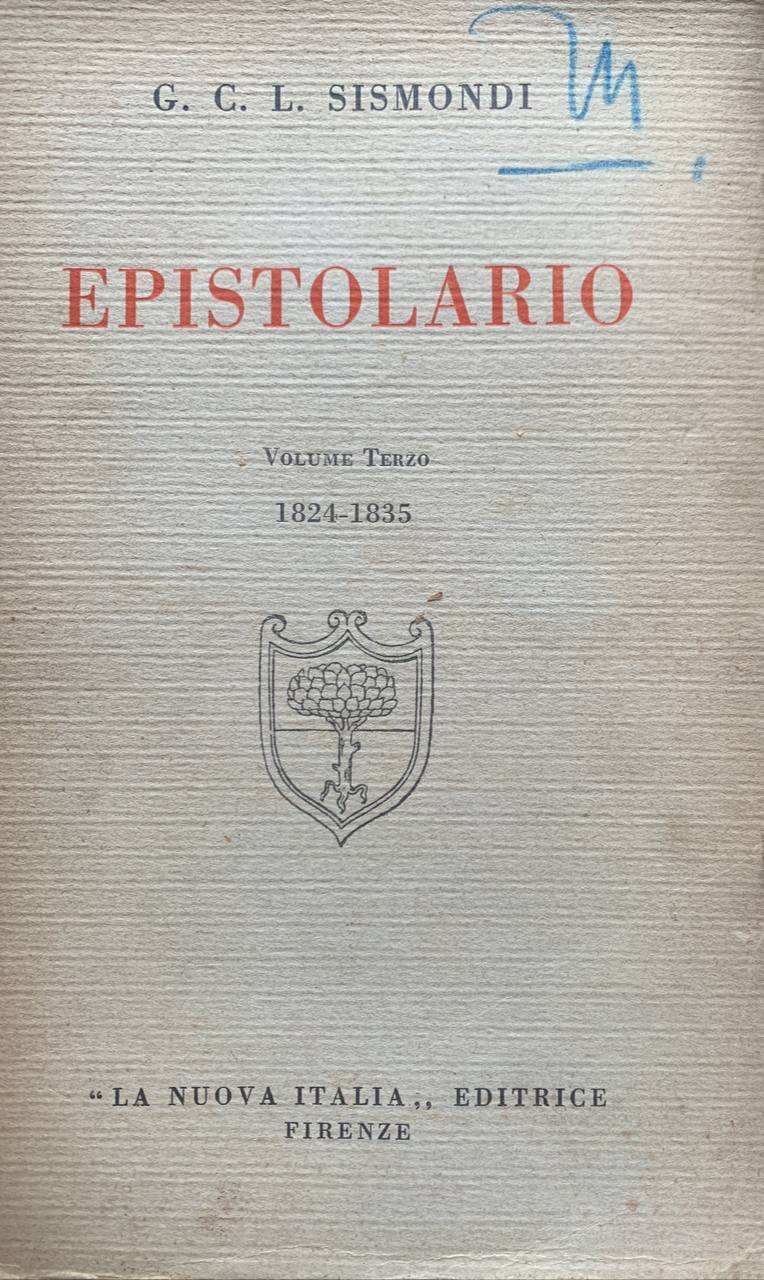 G. C. L. SISMONDI
EPISTOLARIO
VOLUME TERZO
1824-1835
“LA NUOVA ITALIA,, EDITRICE
FIRENZE